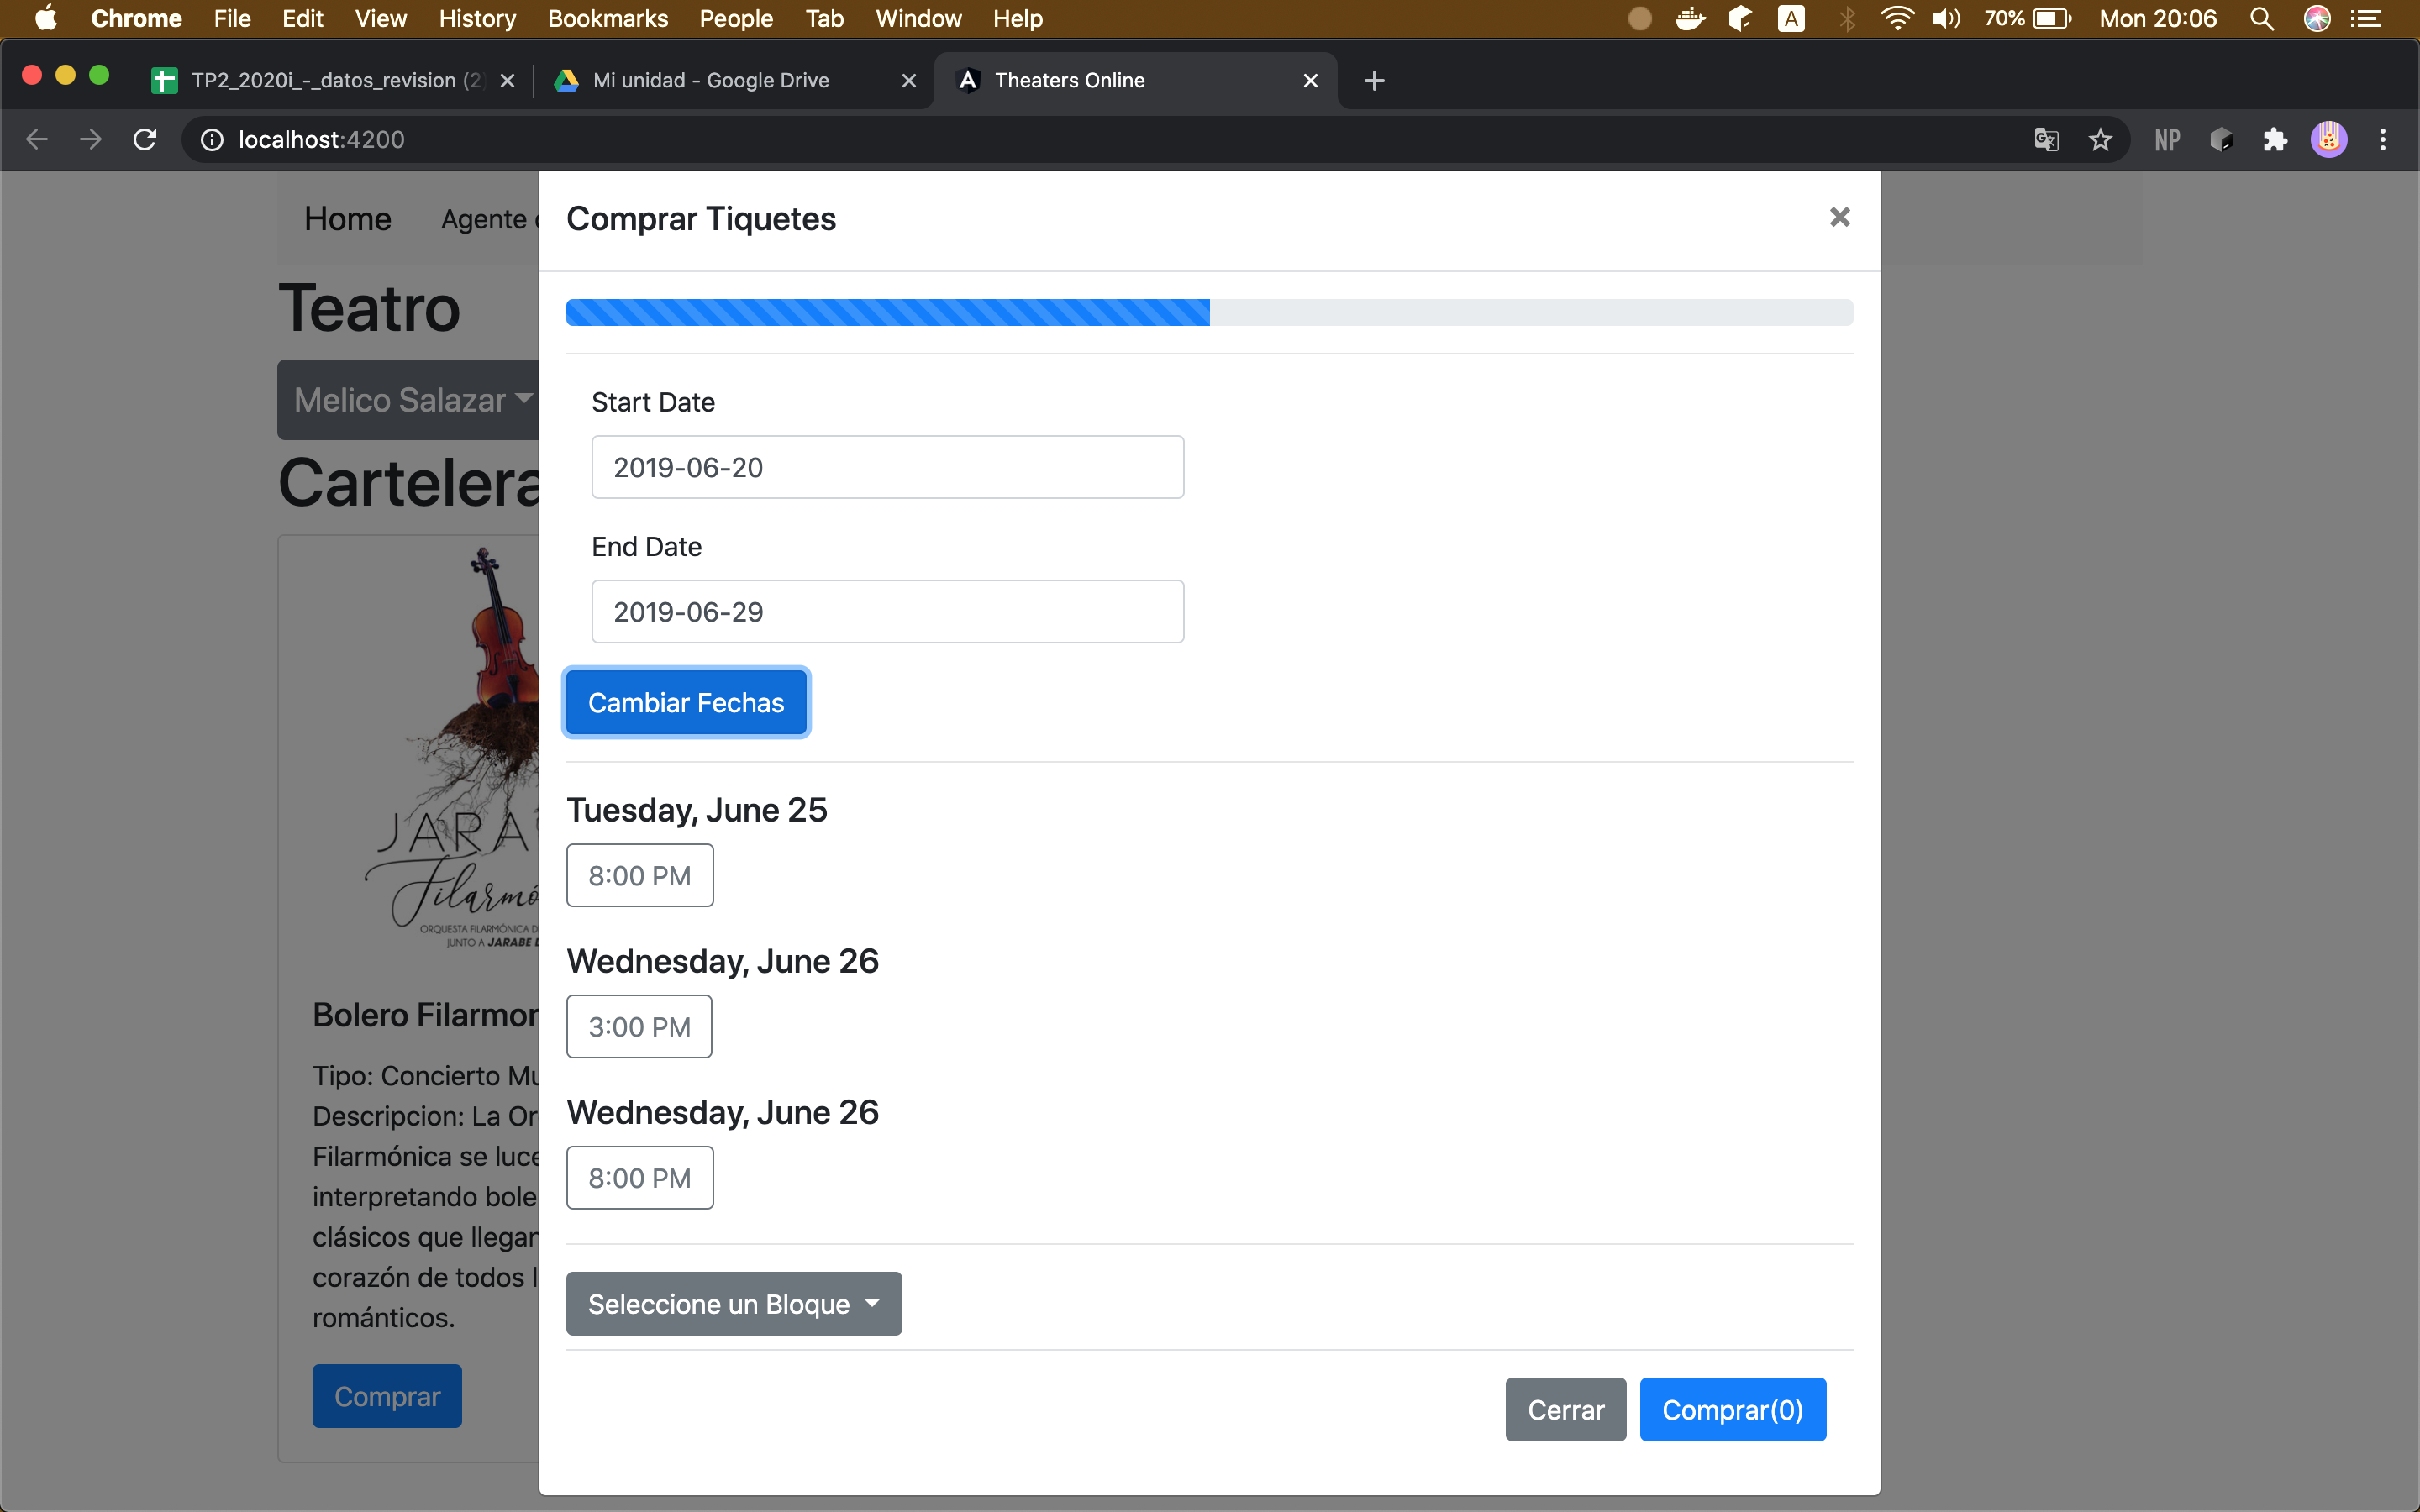 Chrome File Edit View History Bookmarks People Tab Window Help
A 70% Mon 20:06
TP2_2020i_-_datos_revision (2)
Mi unidad - Google Drive
Theaters Online
localhost:4200
NP
Home Agente
Teatro
Melico Salazar
Cartelera
JARA
Filarmó
ORQUESTA FILARMÓNICA D
JUNTO A JARABE D
Bolero Filarmon
Tipo: Concierto Mu
Descripcion: La Or
Filarmónica se luce
interpretando bole
clásicos que llegan
corazón de todos l
románticos.
Comprar
Comprar Tiquetes
×
Start Date
2019-06-20
End Date
2019-06-29
Cambiar Fechas
Tuesday, June 25
8:00 PM
Wednesday, June 26
3:00 PM
Wednesday, June 26
8:00 PM
Seleccione un Bloque
Cerrar Comprar(0)